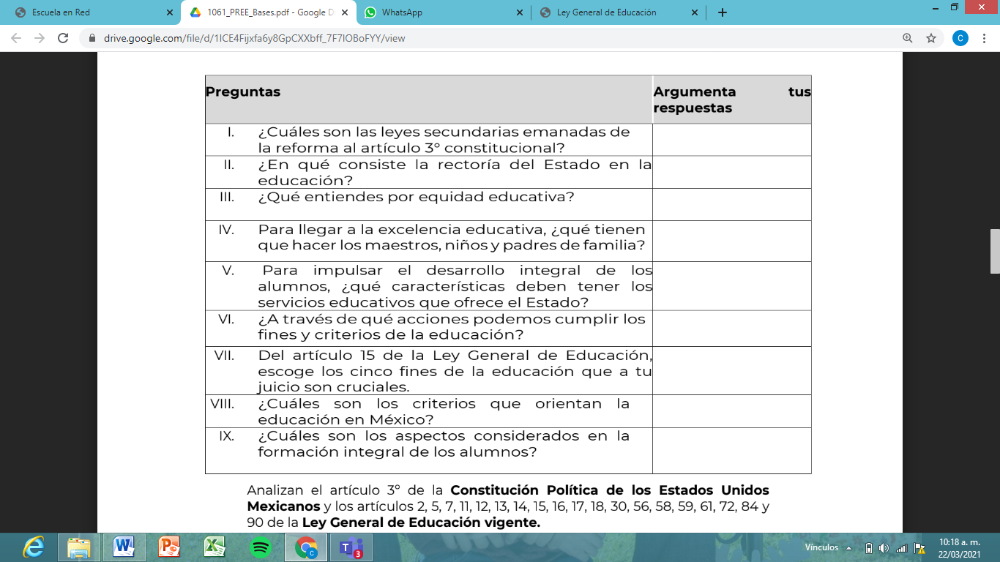 Escuela en Red
1061_PREE_Bases.pdf - Google D
WhatsApp
Ley General de Educación
drive.google.com/file/d/1ICE4Fijxfa6y8GpCXXbff_7F7IOBoFYY/view
C
Preguntas
Argumenta tus
respuestas
I. ¿Cuáles son las leyes secundarias emanadas de
la reforma al artículo 3° constitucional?
II. ¿En qué consiste la rectoría del Estado en la
educación?
III. ¿Qué entiendes por equidad educativa?
IV. Para llegar a la excelencia educativa, ¿qué tienen
que hacer los maestros, niños y padres de familia?
V. Para impulsar el desarrollo integral de los
alumnos, ¿qué características deben tener los
servicios educativos que ofrece el Estado?
VI. ¿A través de qué acciones podemos cumplir los
fines y criterios de la educación?
VII. Del artículo 15 de la Ley General de Educación,
escoge los cinco fines de la educación que a tu
juicio son cruciales.
VIII. ¿Cuáles son los criterios que orientan la
educación en México?
IX. ¿Cuáles son los aspectos considerados en la
formación integral de los alumnos?
Analizan el artículo 3° de la Constitución Política de los Estados Unidos
Mexicanos y los artículos 2, 5, 7, 11, 12, 13, 14, 15, 16, 17, 18, 30, 56, 58, 59, 61, 72, 84 y
90 de la Ley General de Educación vigente.
Vínculos
10:18 a. m.
22/03/2021
3